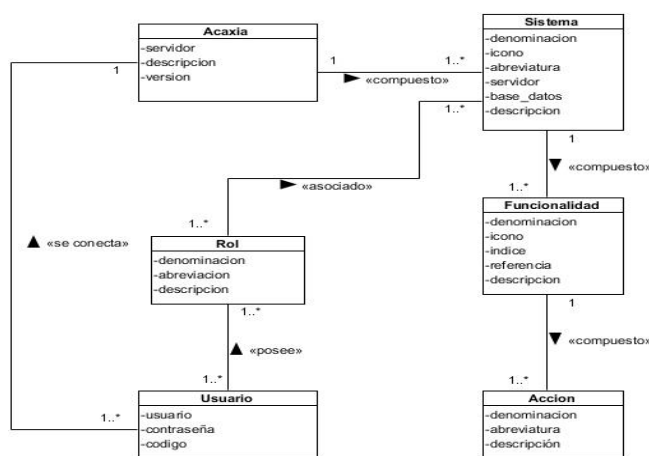 Acaxia
-servidor
-descripcion
-version
Sistema
-denominacion
-icono
-abreviatura
-servidor
-base_datos
-descripcion
1
1
1..*
«compuesto»
1..*
1
«compuesto»
«asociado»
1..*
1..*
Funcionalidad
-denominacion
-icono
-indice
-referencia
-descripcion
«se conecta»
Rol
-denominacion
-abreviacion
-descripcion
1..*
1
«compuesto»
«posee»
1..*
1..*
1..*
Usuario
-usuario
-contraseña
-codigo
Accion
-denominacion
-abreviatura
-descripción